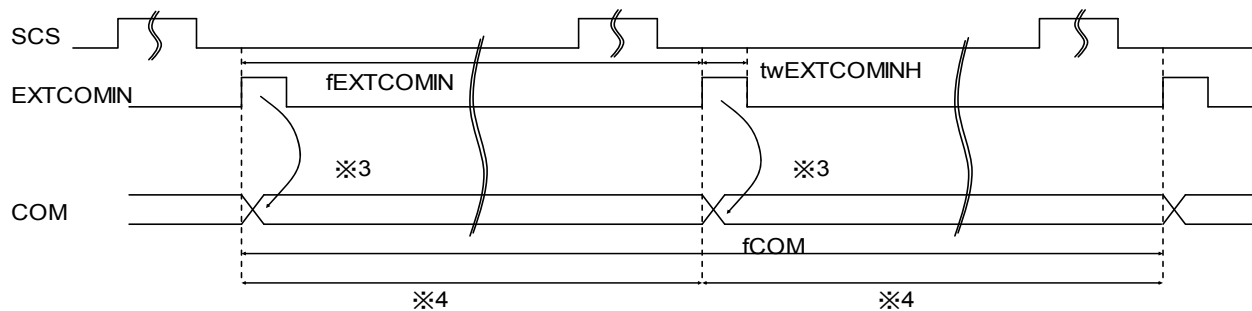 SCS
twEXTCOMINH
fEXTCOMIN
EXTCOMIN
※3
※3
COM
fCOM
※4
※4